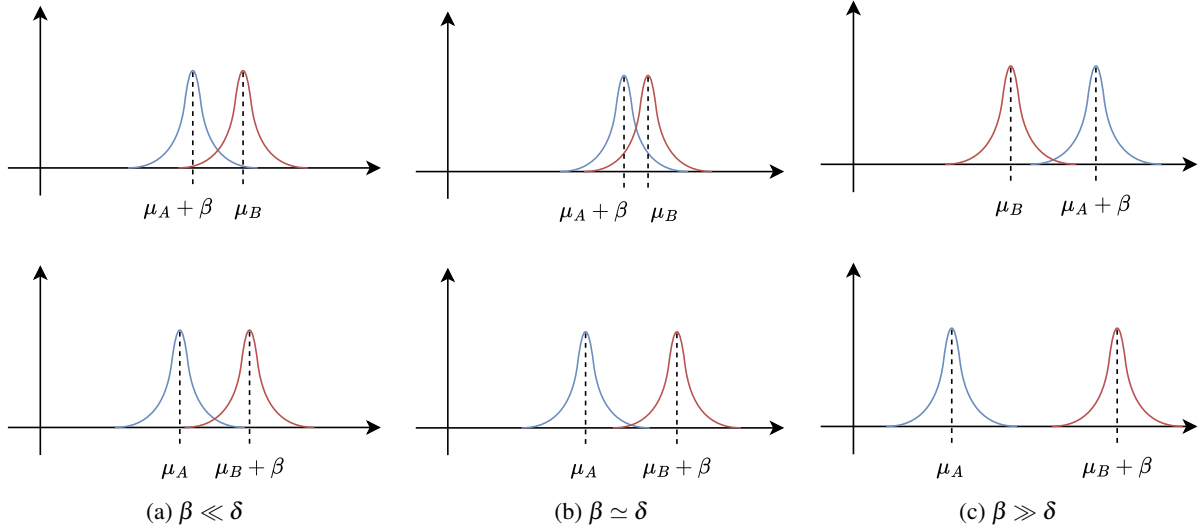 μ_A + β μ_B
μ_A + β μ_B
μ_B μ_A + β
μ_A μ_B + β
μ_A μ_B + β
μ_A μ_B + β
(a) β ≪ δ
(b) β ≃ δ
(c) β ≫ δ